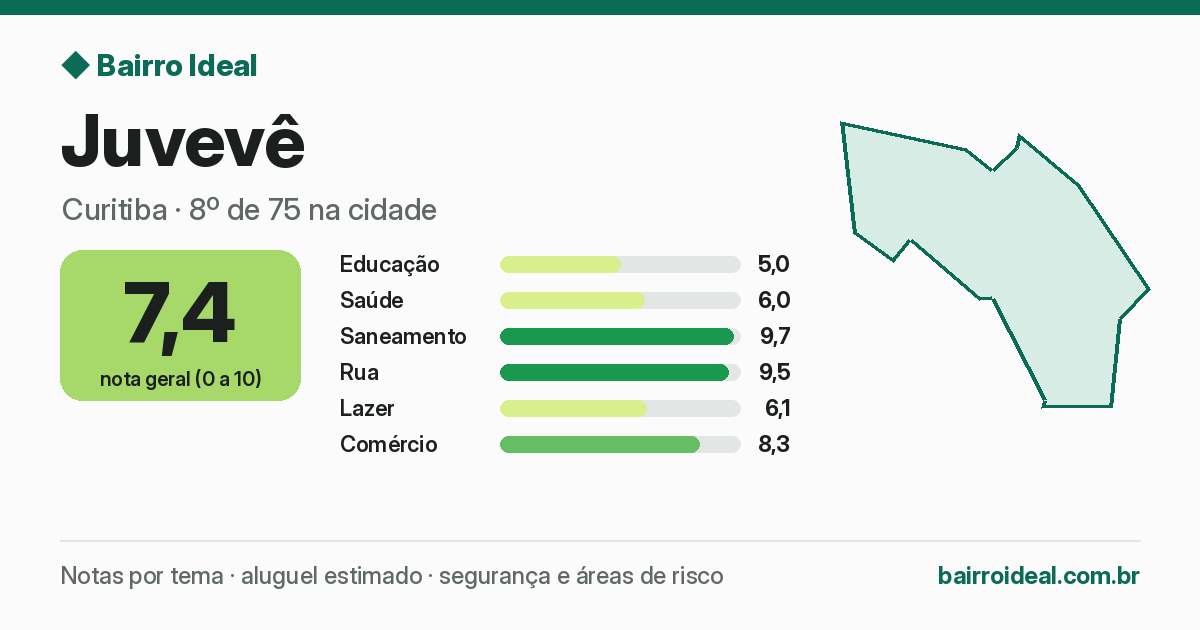 Bairro Ideal
Juvevê
Curitiba · 8º de 75 na cidade
7,4
nota geral (0 a 10)
Educação 5,0
Saúde 6,0
Saneamento 9,7
Rua 9,5
Lazer 6,1
Comércio 8,3
Notas por tema · aluguel estimado · segurança e áreas de risco
bairroideal.com.br